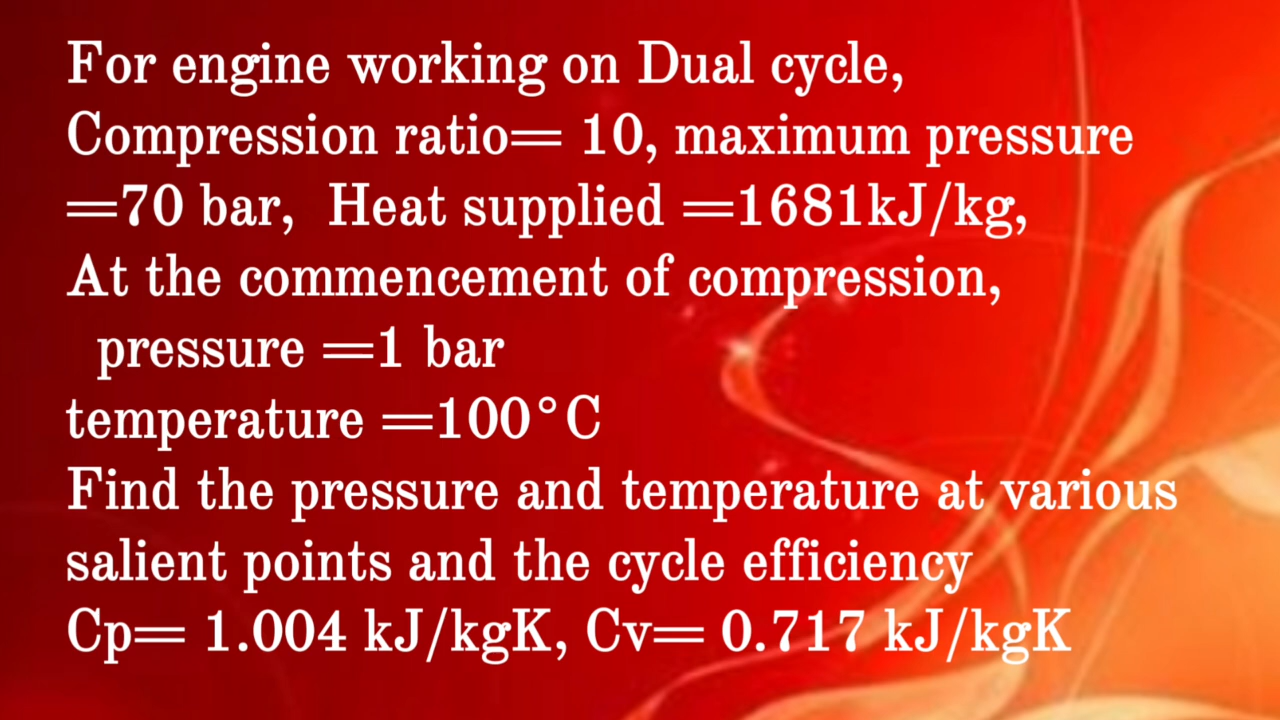 For engine working on Dual cycle,
Compression ratio= 10, maximum pressure
=70 bar, Heat supplied =1681kJ/kg,
At the commencement of compression,
pressure =1 bar
temperature =100°C
Find the pressure and temperature at various
salient points and the cycle efficiency
Cp= 1.004 kJ/kgK, Cv= 0.717 kJ/kgK